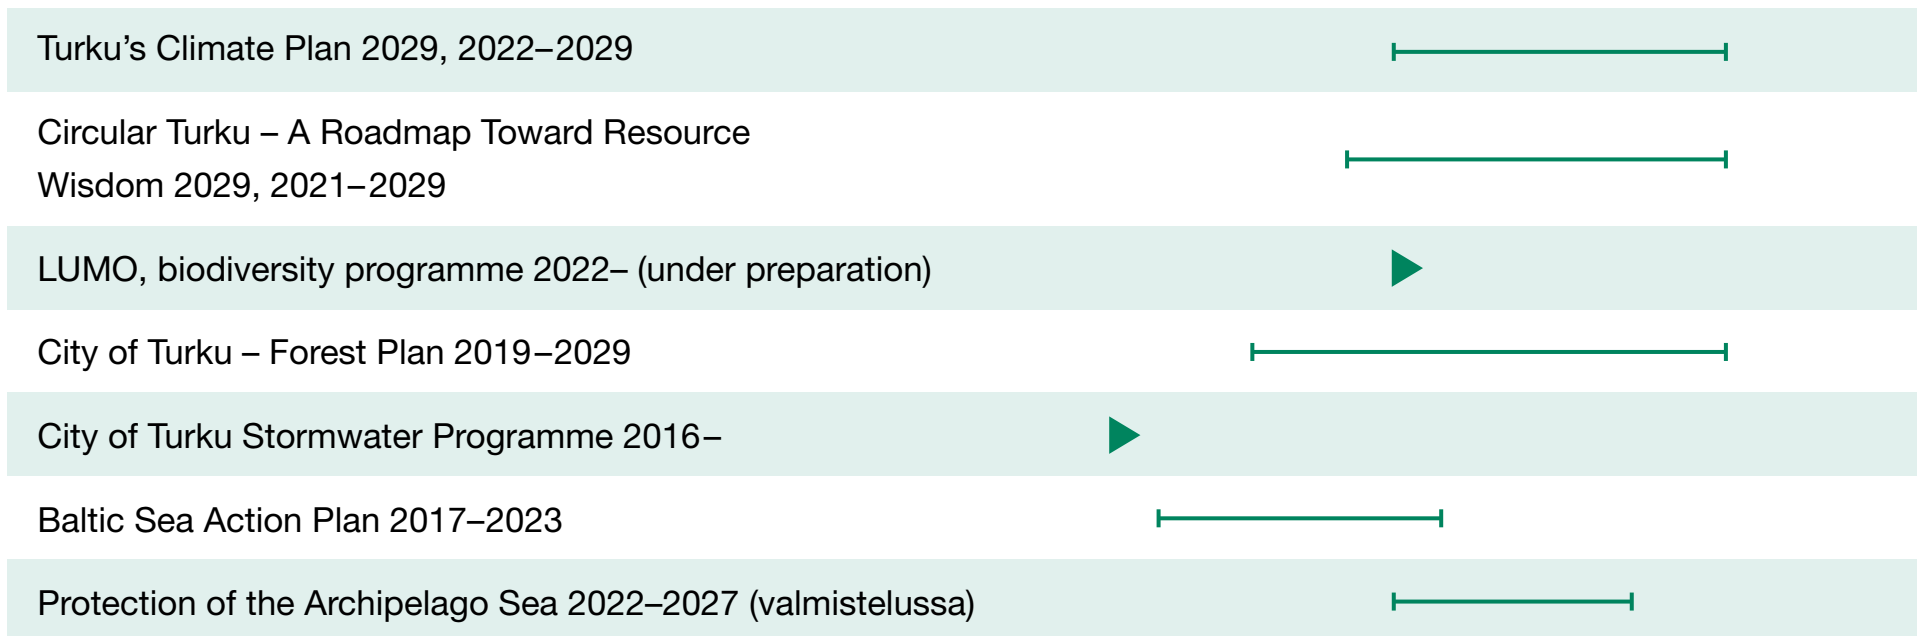 Turku’s Climate Plan 2029, 2022–2029
Circular Turku – A Roadmap Toward Resource
Wisdom 2029, 2021–2029
LUMO, biodiversity programme 2022– (under preparation)
City of Turku – Forest Plan 2019–2029
City of Turku Stormwater Programme 2016–
Baltic Sea Action Plan 2017–2023
Protection of the Archipelago Sea 2022–2027 (valmistelussa)